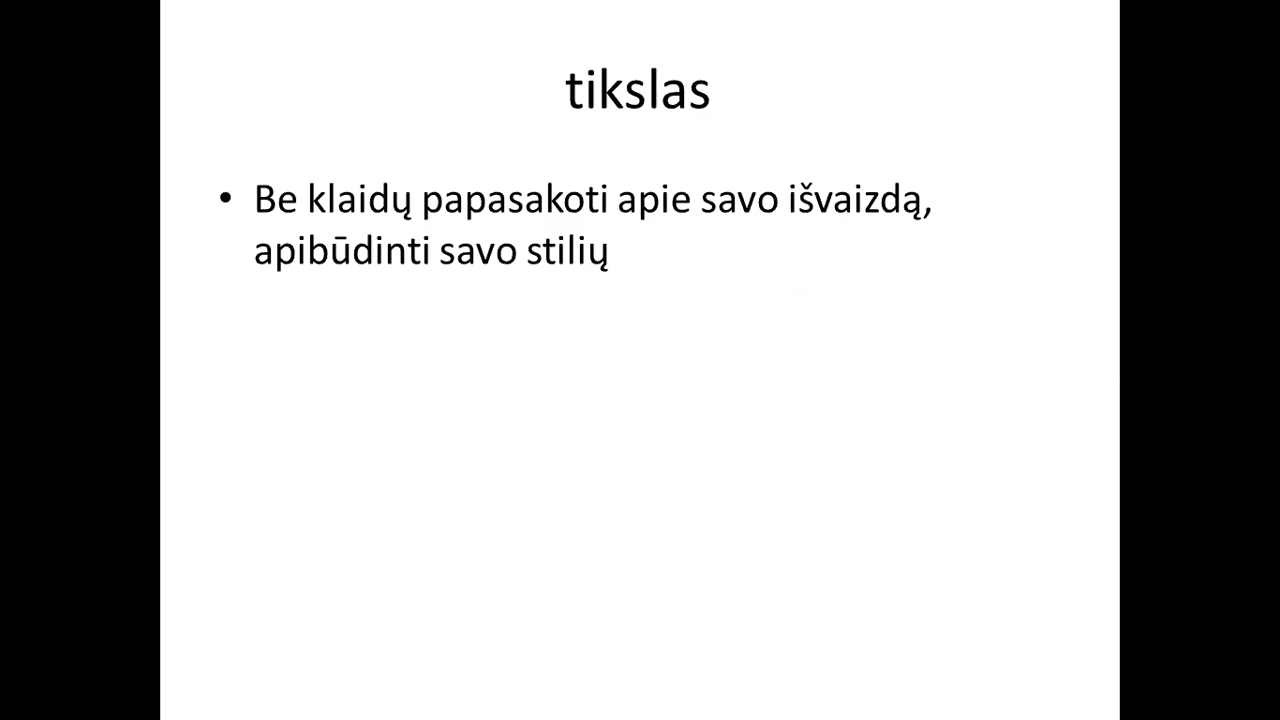 tikslas
• Be klaidų papasakoti apie savo išvaizdą,
apibūdinti savo stilių